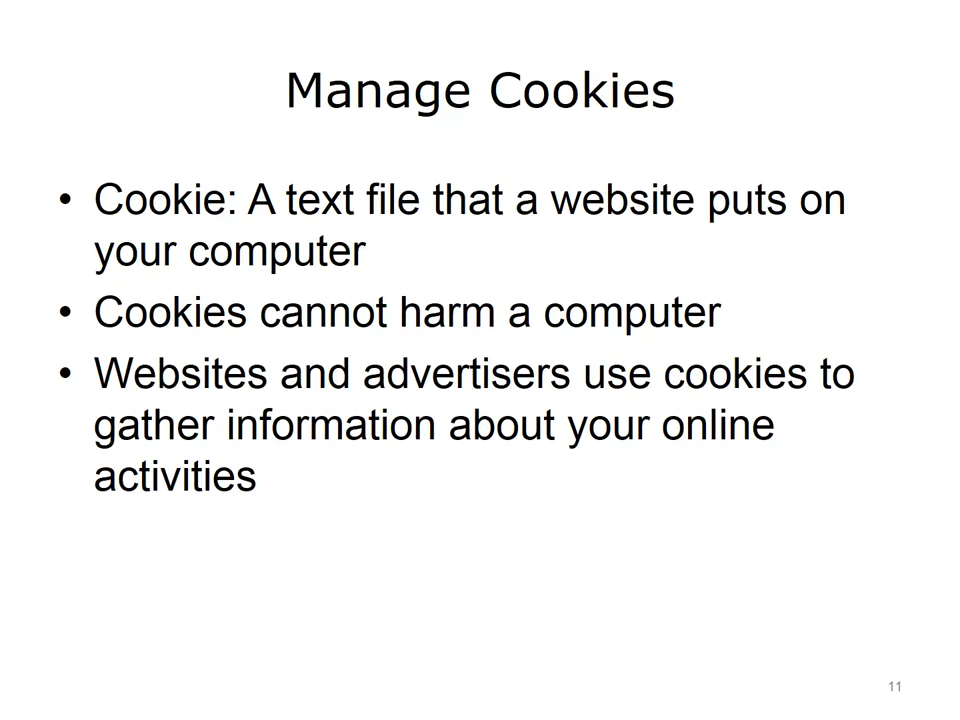 Manage Cookies
• Cookie: A text file that a website puts on
your computer
• Cookies cannot harm a computer
• Websites and advertisers use cookies to
gather information about your online
activities
11